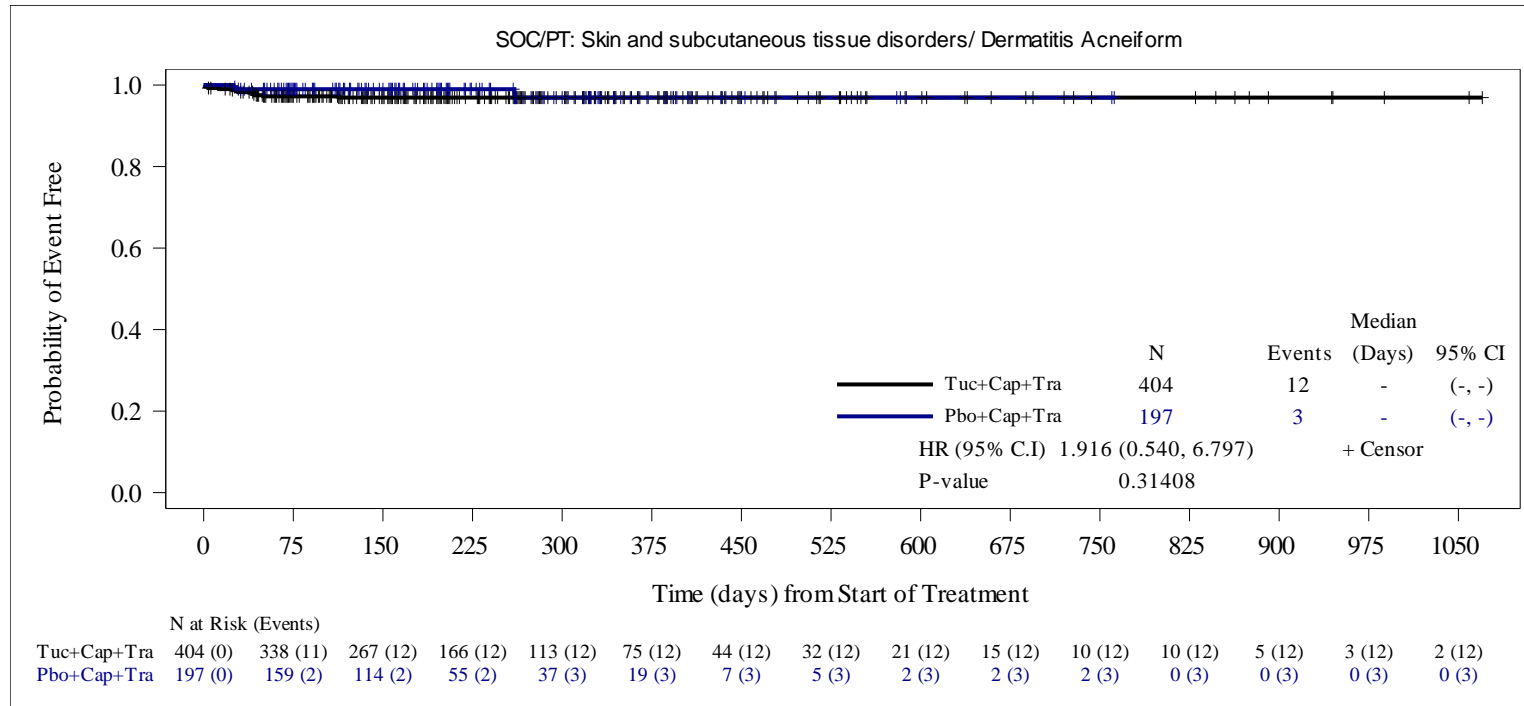 SOC/PT: Skin and subcutaneous tissue disorders/ Dermatitis Acneiform
Probability of Event Free
1.0
0.8
0.6
0.4
0.2
0.0
Median
N Events (Days) 95% CI
Tuc+Cap+Tra 404 12 - (-, -)
Pbo+Cap+Tra 197 3 - (-, -)
HR (95% C.I) 1.916 (0.540, 6.797) + Censor
P-value 0.31408
0 75 150 225 300 375 450 525 600 675 750 825 900 975 1050
Time (days) from Start of Treatment
N at Risk (Events)
Tuc+Cap+Tra 404 (0) 338 (11) 267 (12) 166 (12) 113 (12) 75 (12) 44 (12) 32 (12) 21 (12) 15 (12) 10 (12) 10 (12) 5 (12) 3 (12) 2 (12)
Pbo+Cap+Tra 197 (0) 159 (2) 114 (2) 55 (2) 37 (3) 19 (3) 7 (3) 5 (3) 2 (3) 2 (3) 2 (3) 0 (3) 0 (3) 0 (3) 0 (3)